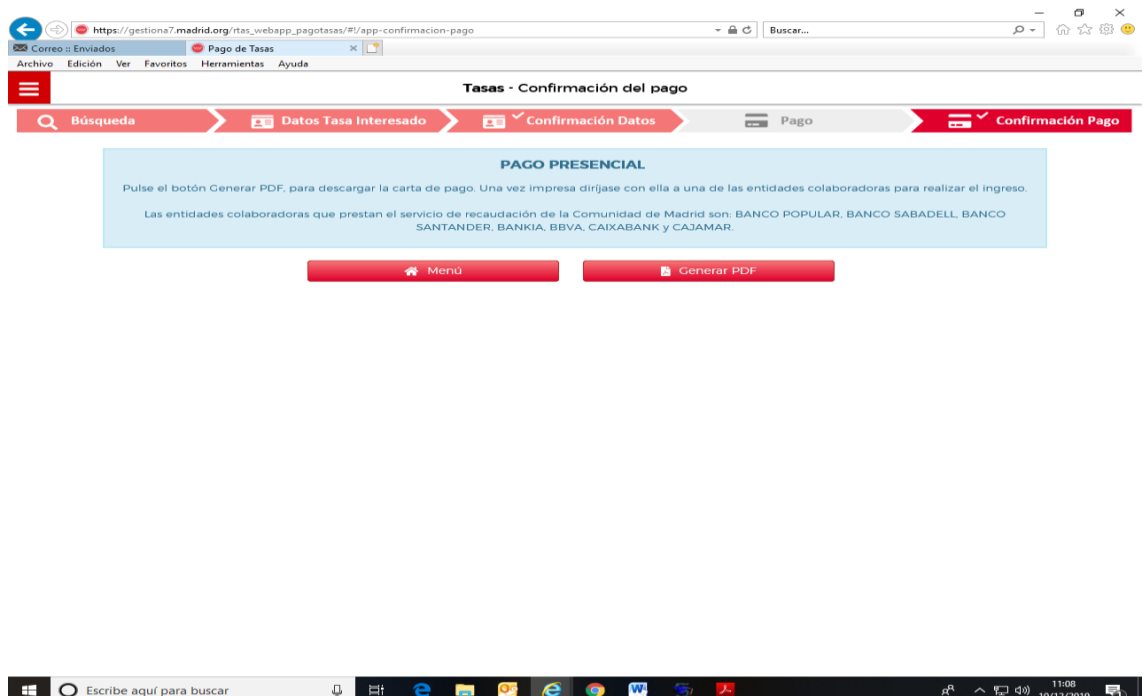 https://gestiona7.madrid.org/rtas_webapp_pagotasas/#!/app-confirmacion-pago
Buscar...
Correo :: Enviados
Pago de Tasas
Archivo Edición Ver Favoritos Herramientas Ayuda
Tasas - Confirmación del pago
Búsqueda
Datos Tasa Interesado
Confirmación Datos
Pago
Confirmación Pago
PAGO PRESENCIAL
Pulse el botón Generar PDF, para descargar la carta de pago. Una vez impresa diríjase con ella a una de las entidades colaboradoras para realizar el ingreso.
Las entidades colaboradoras que prestan el servicio de recaudación de la Comunidad de Madrid son: BANCO POPULAR, BANCO SABADELL, BANCO
SANTANDER, BANKIA, BBVA, CAIXABANK y CAJAMAR.
Menú
Generar PDF
Escribe aquí para buscar
11:08